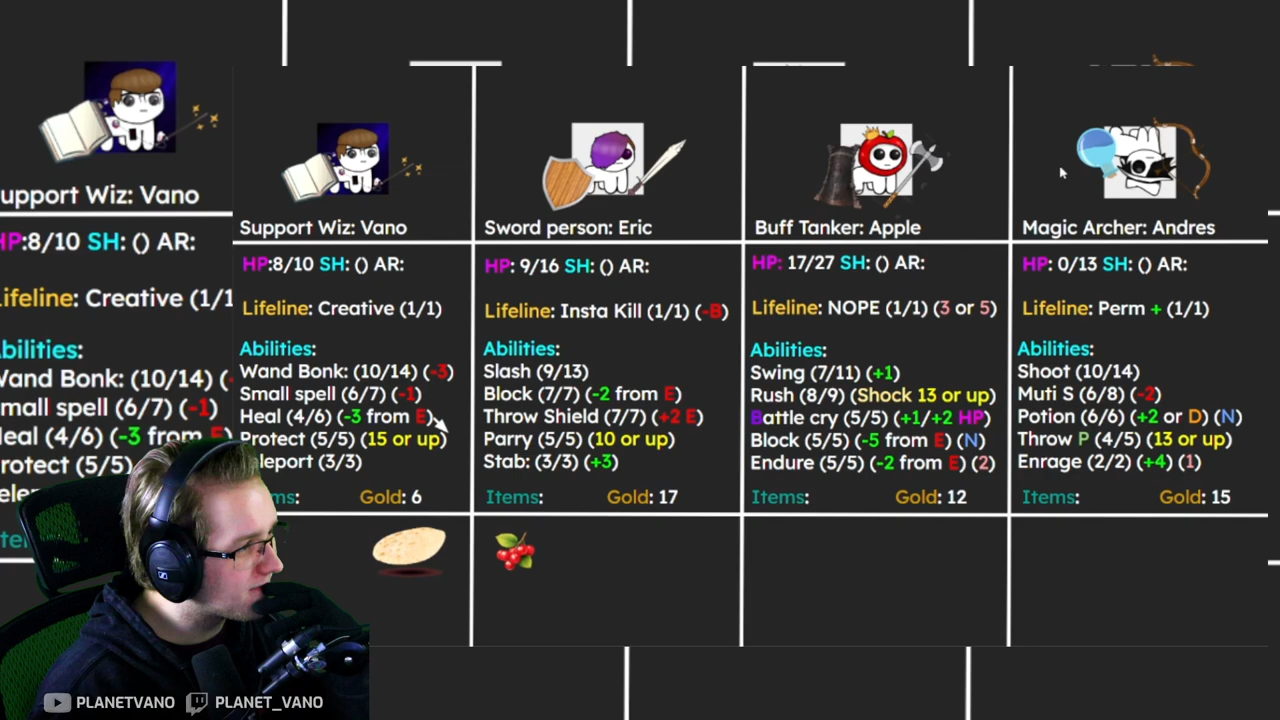 upport Wiz: Vano
HP:8/10 SH: () AR:
ifeline: Creative (1/1)
Abilities:
Wand Bonk: (10/14) (-
Small spell (6/7) (-1)
Heal (4/6) (-3 from E)
rotect (5/5)
Support Wiz: Vano
HP:8/10 SH: () AR:
Lifeline: Creative (1/1)
Abilities:
Wand Bonk: (10/14) (-3)
Small spell (6/7) (-1)
Heal (4/6) (-3 from E)
Protect (5/5) (15 or up)
eleport (3/3)
ms: Gold: 6
Sword person: Eric
HP: 9/16 SH: () AR:
Lifeline: Insta Kill (1/1) (-B)
Abilities:
Slash (9/13)
Block (7/7) (-2 from E)
Throw Shield (7/7) (+2 E)
Parry (5/5) (10 or up)
Stab: (3/3) (+3)
Items: Gold: 17
Buff Tanker: Apple
HP: 17/27 SH: () AR:
Lifeline: NOPE (1/1) (3 or 5)
Abilities:
Swing (7/11) (+1)
Rush (8/9) (Shock 13 or up)
Battle cry (5/5) (+1/+2 HP)
Block (5/5) (-5 from E) (N)
Endure (5/5) (-2 from E) (2)
Items: Gold: 12
Magic Archer: Andres
HP: 0/13 SH: () AR:
Lifeline: Perm + (1/1)
Abilities:
Shoot (10/14)
Muti S (6/8) (-2)
Potion (6/6) (+2 or D) (N)
Throw P (4/5) (13 or up)
Enrage (2/2) (+4) (1)
Items: Gold: 15
PLANETVANO PLANET_VANO